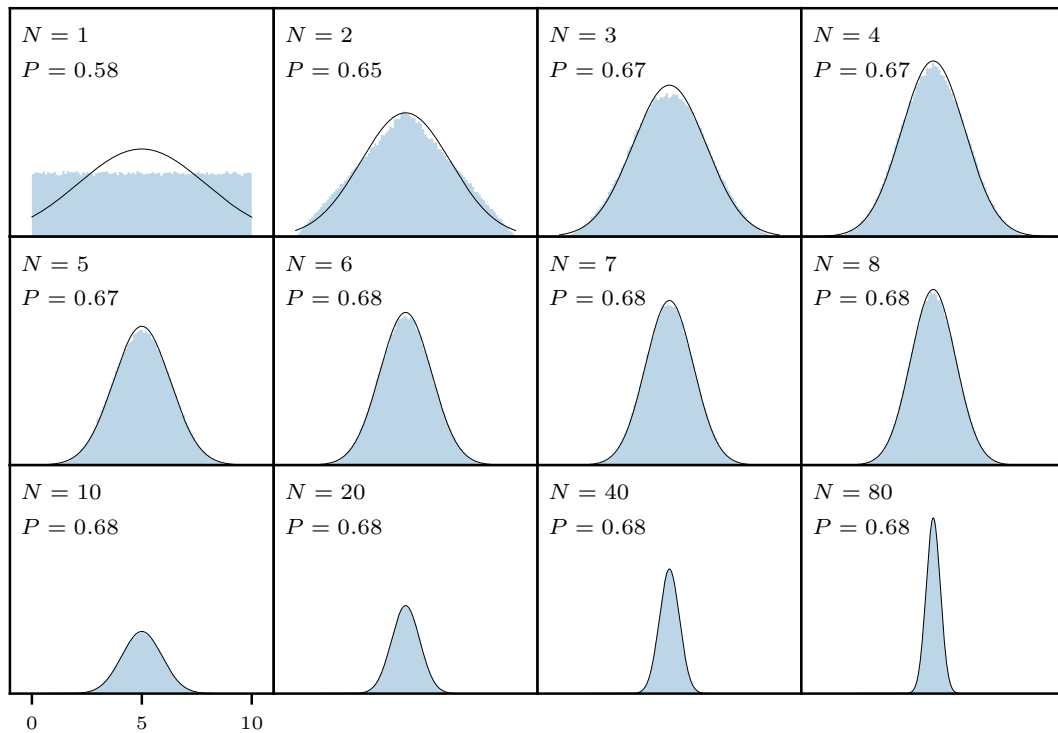 N = 1
P = 0.58
N = 2
P = 0.65
N = 3
P = 0.67
N = 4
P = 0.67
N = 5
P = 0.67
N = 6
P = 0.68
N = 7
P = 0.68
N = 8
P = 0.68
N = 10
P = 0.68
N = 20
P = 0.68
N = 40
P = 0.68
N = 80
P = 0.68
0 5 10